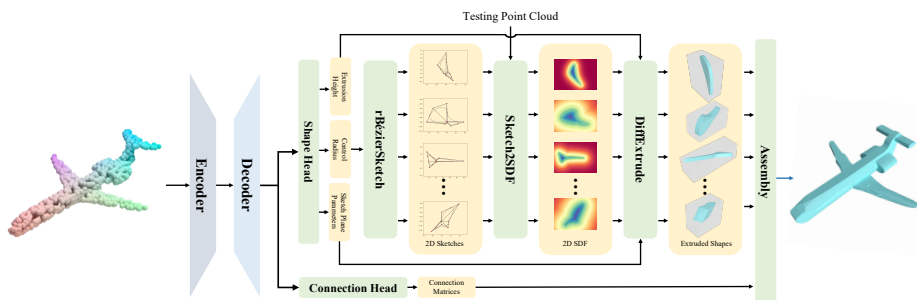 Testing Point Cloud
Encoder
Decoder
Shape Head
Extrusion
Height
Control
Radius
Sketch Plane
Parameters
rBézierSketch
2D Sketches
Sketch2SDF
2D SDF
DiffExtrude
Extruded Shapes
Assembly
Connection Head
Connection
Matrices